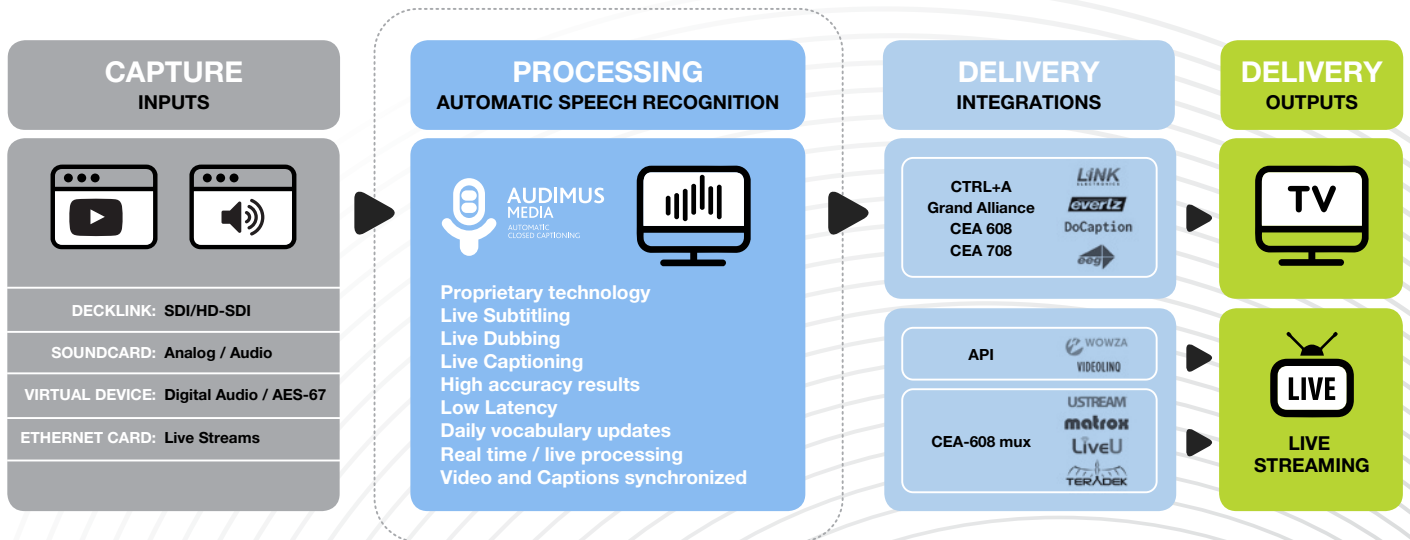 CAPTURE
INPUTS
DECKLINK: SDI/HD-SDI
SOUNDCARD: Analog / Audio
VIRTUAL DEVICE: Digital Audio / AES-67
ETHERNET CARD: Live Streams
PROCESSING
AUTOMATIC SPEECH RECOGNITION
AUDIMUS
MEDIA
AUTOMATIC
CLOSED CAPTIONING
Proprietary technology
Live Subtitling
Live Dubbing
Live Captioning
High accuracy results
Low Latency
Daily vocabulary updates
Real time / live processing
Video and Captions synchronized
DELIVERY
INTEGRATIONS
CTRL+A
Grand Alliance
CEA 608
CEA 708
LINK
ELECTRONICS
evertz
DoCaption
eeg
API
WOWZA
VIDEOLINQ
CEA-608 mux
USTREAM
matrox
LiveU
TERADEK
DELIVERY
OUTPUTS
TV
LIVE
LIVE
STREAMING